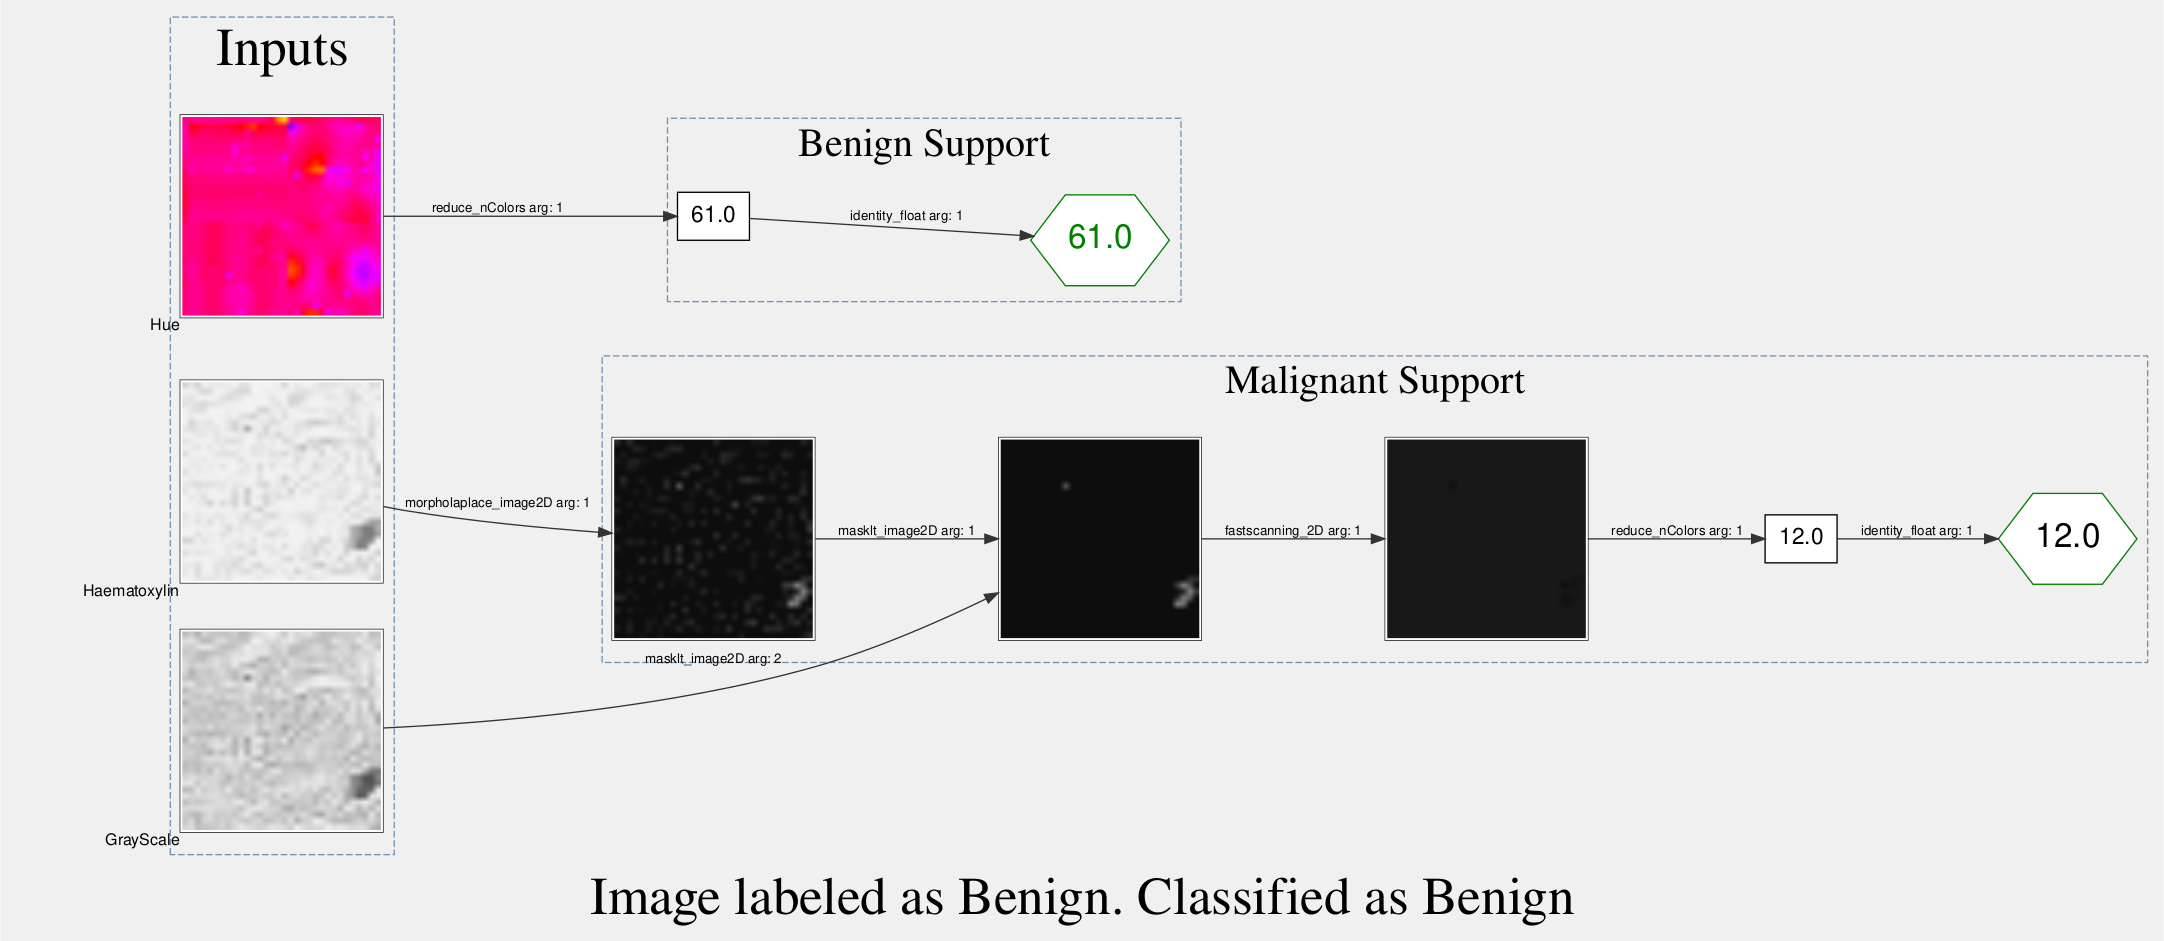 Inputs
Hue
reduce_nColors arg: 1
Benign Support
61.0
identity_float arg: 1
61.0
Haematoxylin
morpholaplace_image2D arg: 1
Malignant Support
masklt_image2D arg: 1
fastscanning_2D arg: 1
reduce_nColors arg: 1
12.0
identity_float arg: 1
12.0
GrayScale
masklt_image2D arg: 2
Image labeled as Benign. Classified as Benign